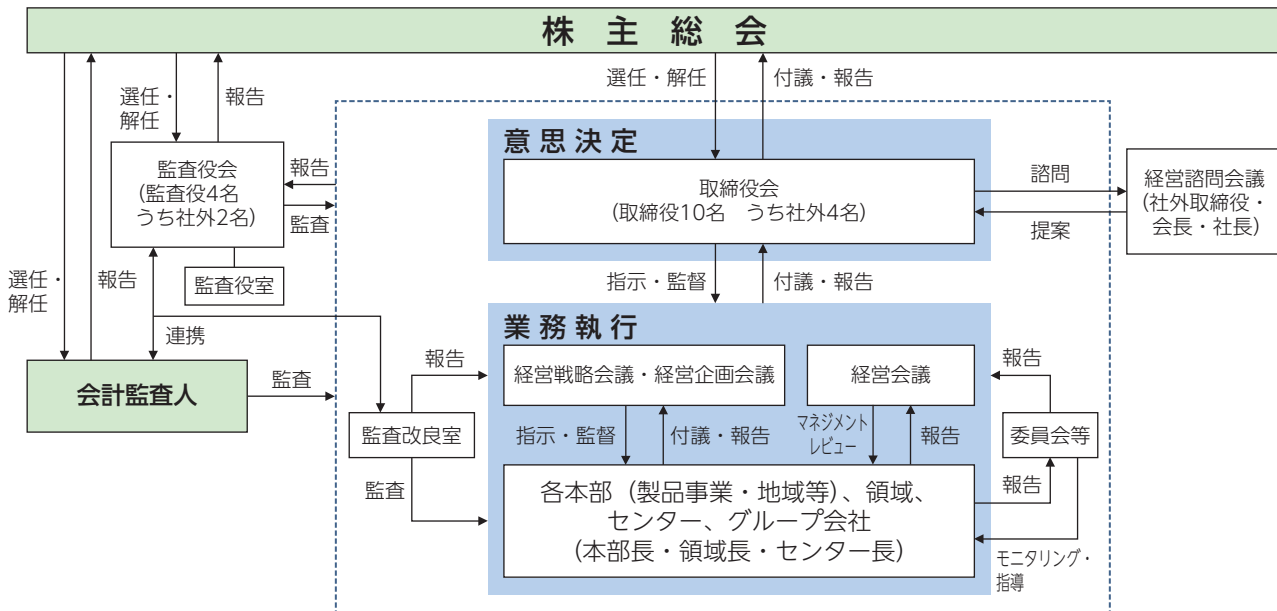 株主総会
選任・
解任
報告
選任・解任
付議・報告
意思決定
監査役会
(監査役4名
うち社外2名)
報告
監査
取締役会
(取締役10名　うち社外4名)
諮問
提案
経営諮問会議
(社外取締役・
会長・社長)
監査役室
選任・
解任
報告
指示・監督
付議・報告
連携
業務執行
会計監査人
監査
報告
経営戦略会議・経営企画会議
経営会議
報告
監査改良室
指示・監督
付議・報告
マネジメント
レビュー
報告
委員会等
監査
各本部（製品事業・地域等）、領域、
センター、グループ会社
（本部長・領域長・センター長）
報告
モニタリング・
指導